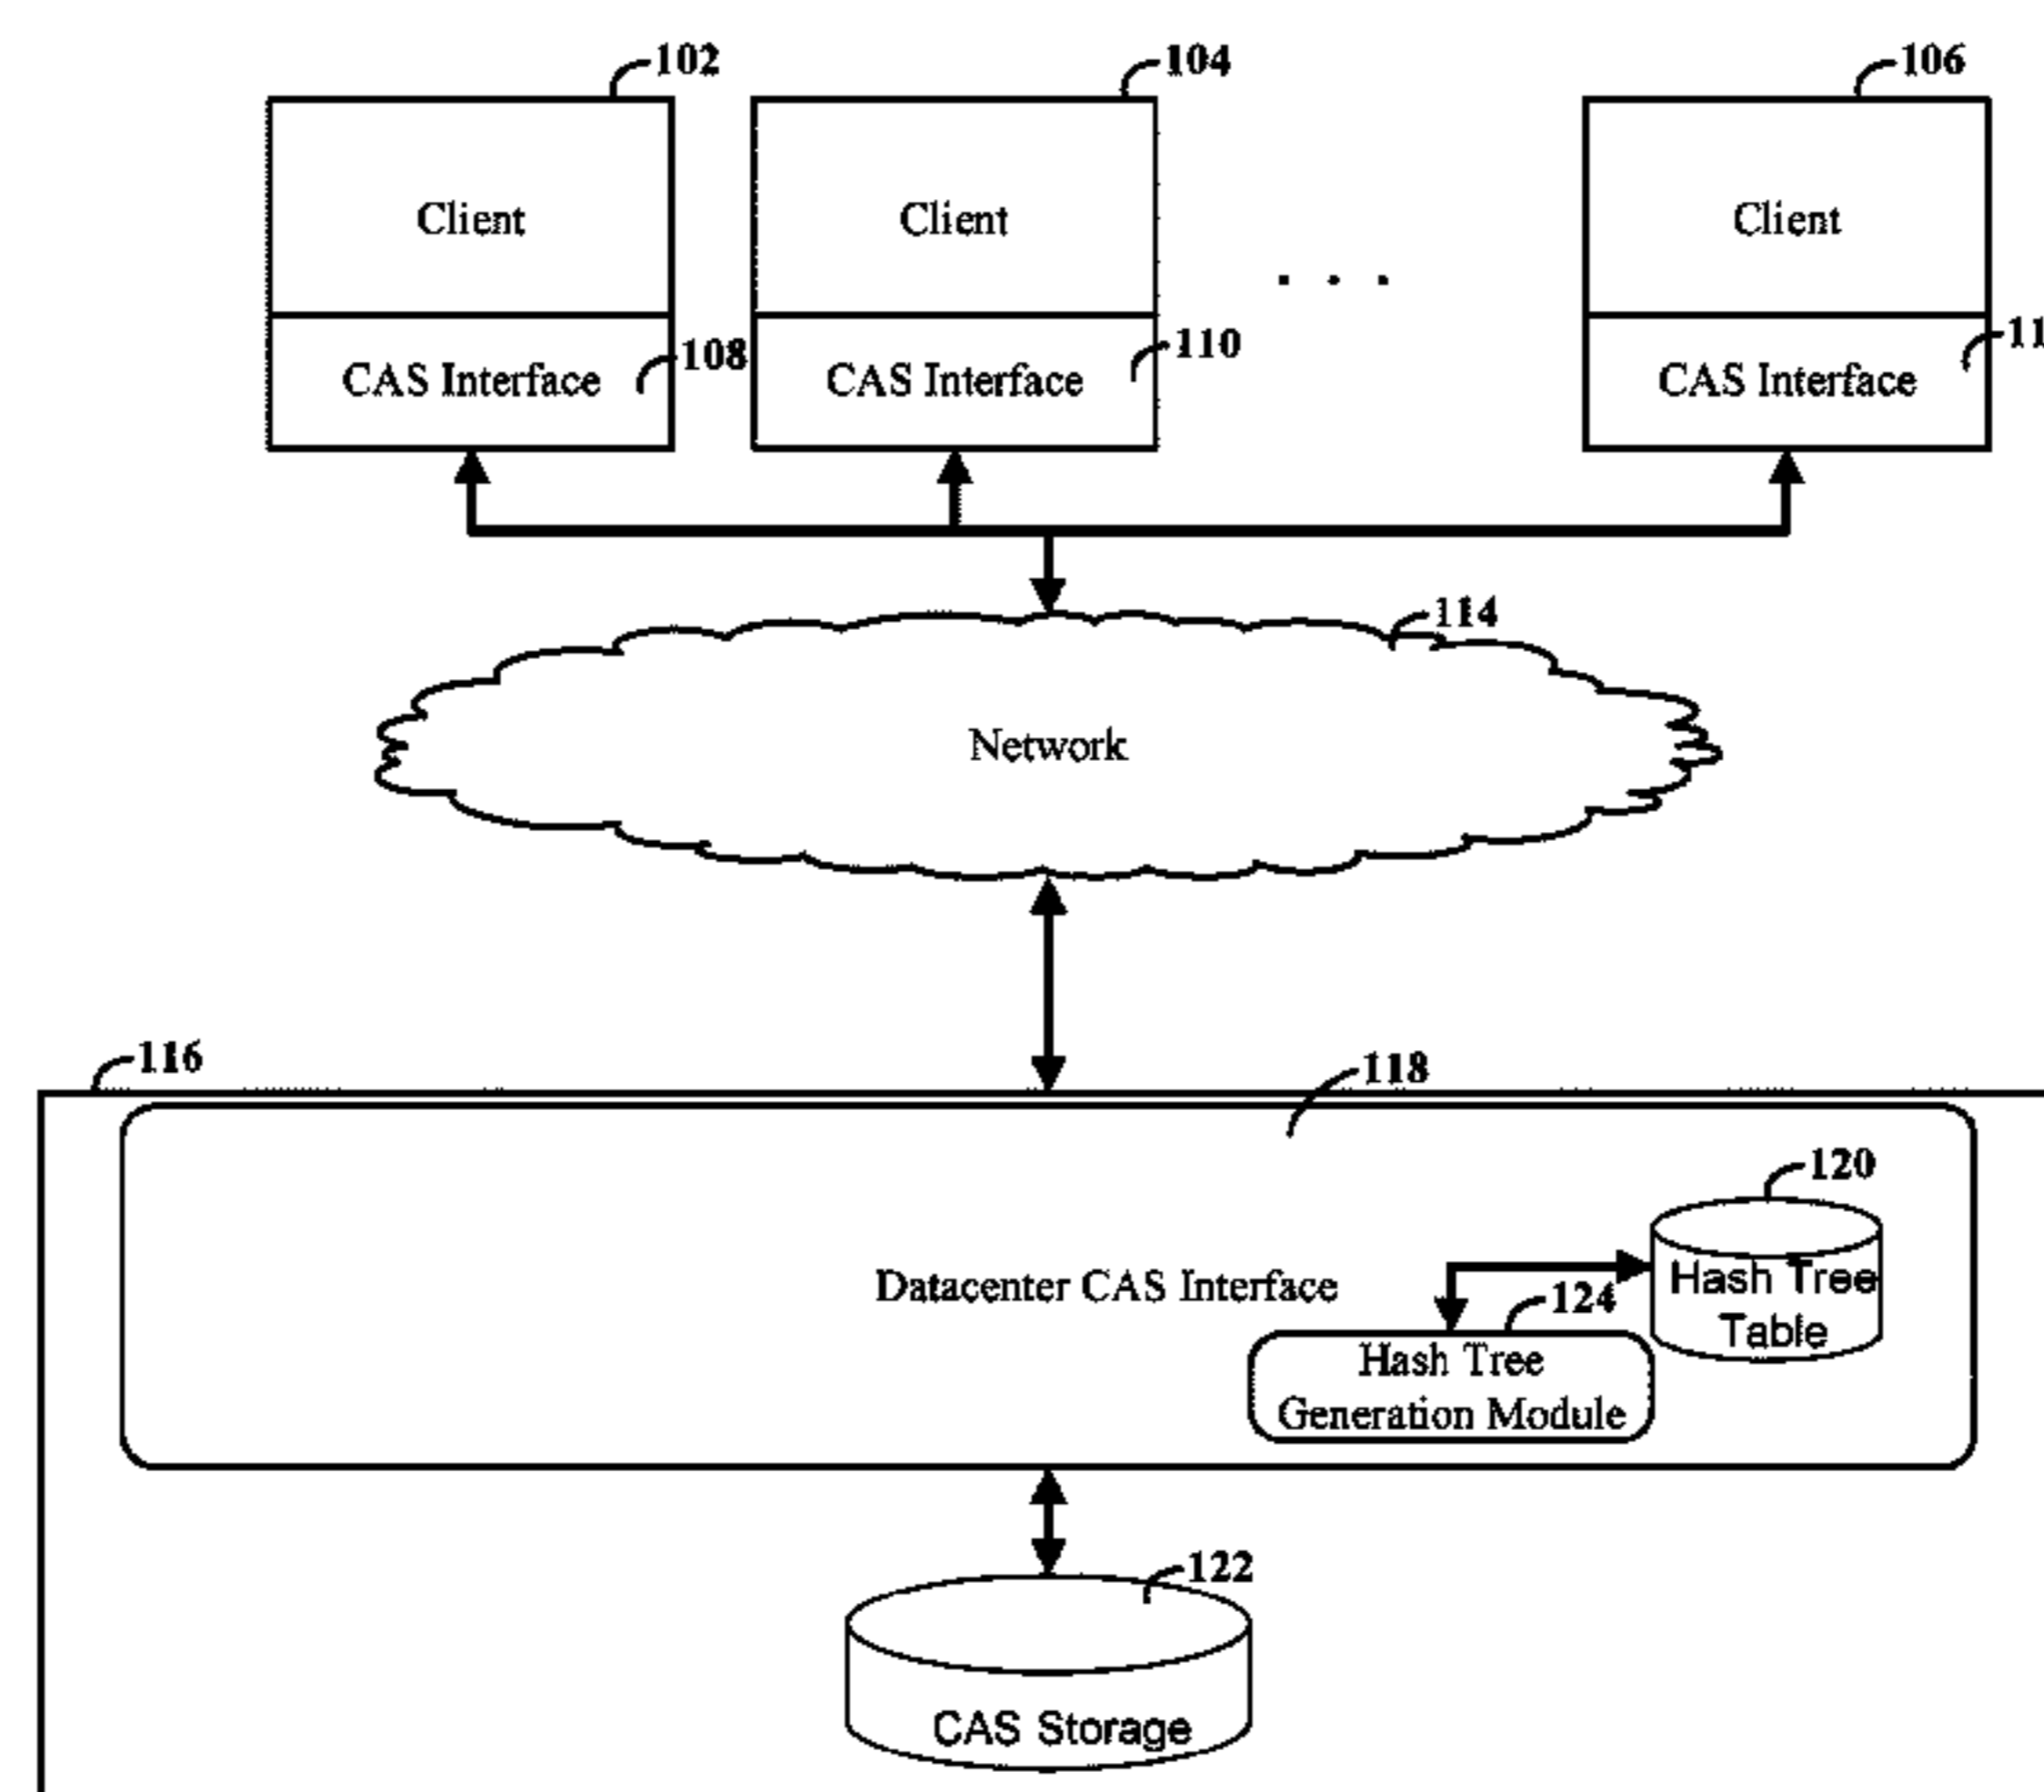 102
104
106
Client
Client
Client
108
110
CAS Interface
CAS Interface
CAS Interface
114
Network
116
118
120
Datacenter CAS Interface
Hash Tree
Table
124
Hash Tree
Generation Module
122
CAS Storage